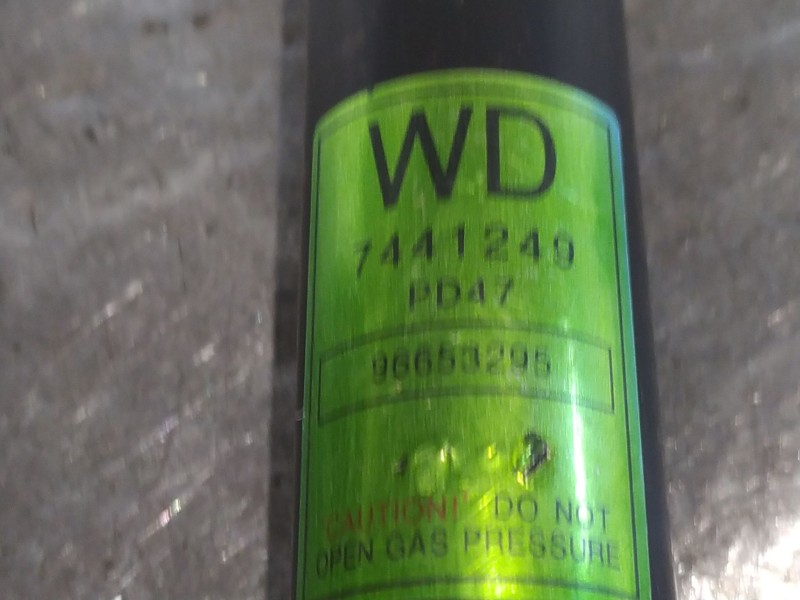 WD
7441249
PD47
96653295
CAUTION! DO NOT
OPEN GAS PRESSURE